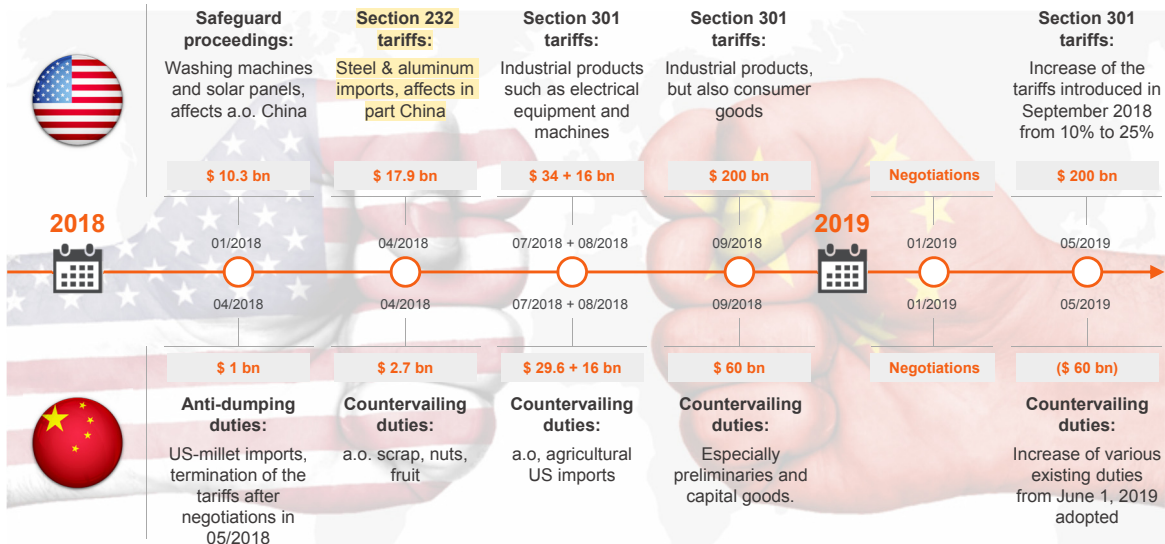 Safeguard
proceedings:
Washing machines
and solar panels,
affects a.o. China
$ 10.3 bn
Section 232
tariffs:
Steel & aluminum
imports, affects in
part China
$ 17.9 bn
Section 301
tariffs:
Industrial products
such as electrical
equipment and
machines
$ 34 + 16 bn
Section 301
tariffs:
Industrial products,
but also consumer
goods
$ 200 bn
Negotiations
Section 301
tariffs:
Increase of the
tariffs introduced in
September 2018
from 10% to 25%
$ 200 bn
2018
01/2018
04/2018
07/2018 + 08/2018
09/2018
2019
01/2019
05/2019
04/2018
04/2018
07/2018 + 08/2018
09/2018
01/2019
05/2019
$ 1 bn
Anti-dumping
duties:
US-millet imports,
termination of the
tariffs after
negotiations in
05/2018
$ 2.7 bn
Countervailing
duties:
a.o. scrap, nuts,
fruit
$ 29.6 + 16 bn
Countervailing
duties:
a.o, agricultural
US imports
$ 60 bn
Countervailing
duties:
Especially
preliminaries and
capital goods.
Negotiations
($ 60 bn)
Countervailing
duties:
Increase of various
existing duties
from June 1, 2019
adopted